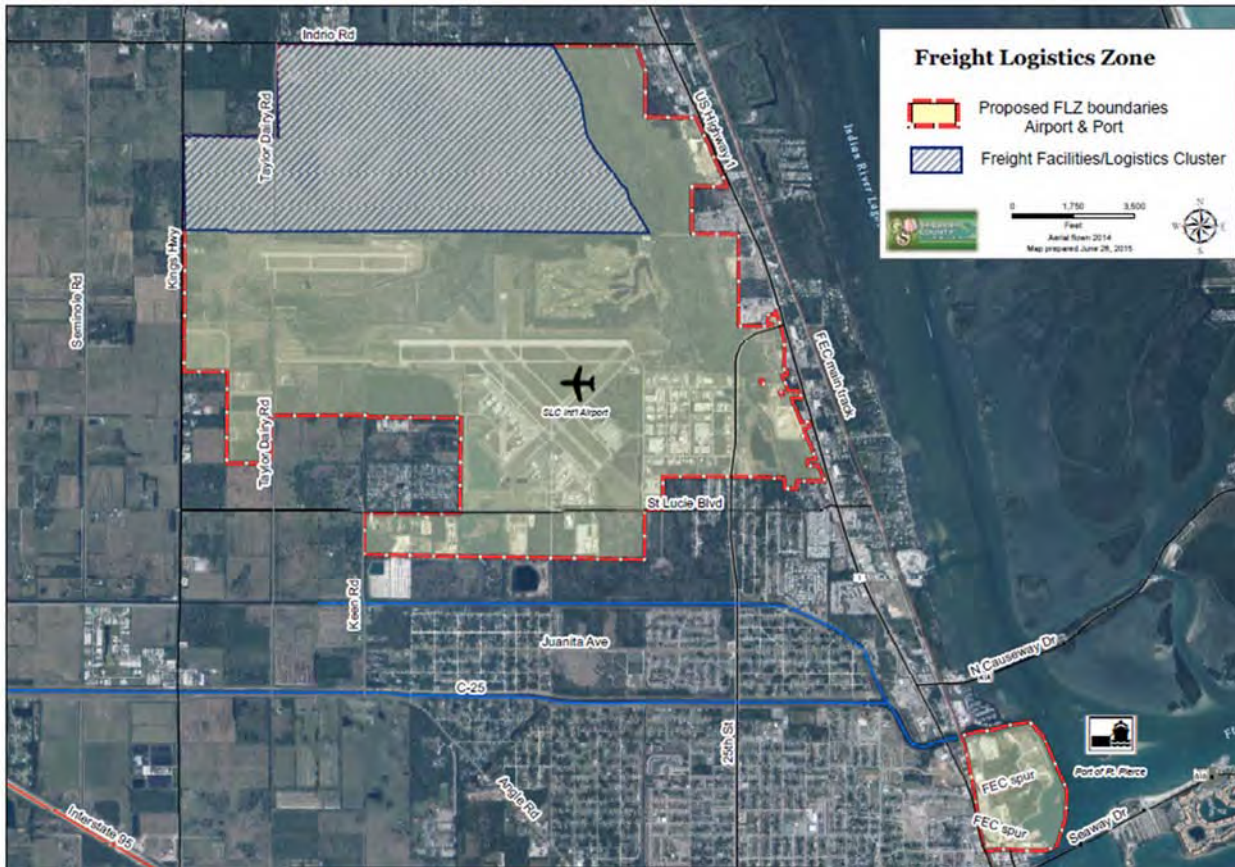 Indrio Rd
Freight Logistics Zone
Proposed FLZ boundaries
Airport & Port
Freight Facilities/Logistics Cluster
0 1,750 3,500
Feet
Aerial flown 2014
Map prepared June 26, 2015
N
W E
S
COUNTY
Taylor Dairy Rd
US Highway 1
Indian River
Kings Hwy
Seminole Rd
FEC main track
SLC Int'l Airport
Taylor Dairy Rd
St Lucie Blvd
1
Keen Rd
Juanita Ave
N Causeway Dr
A1A
C-25
25th St
Port of Ft. Pierce
FEC spur
Angle Rd
FEC spur
Seaway Dr
Interstate 95